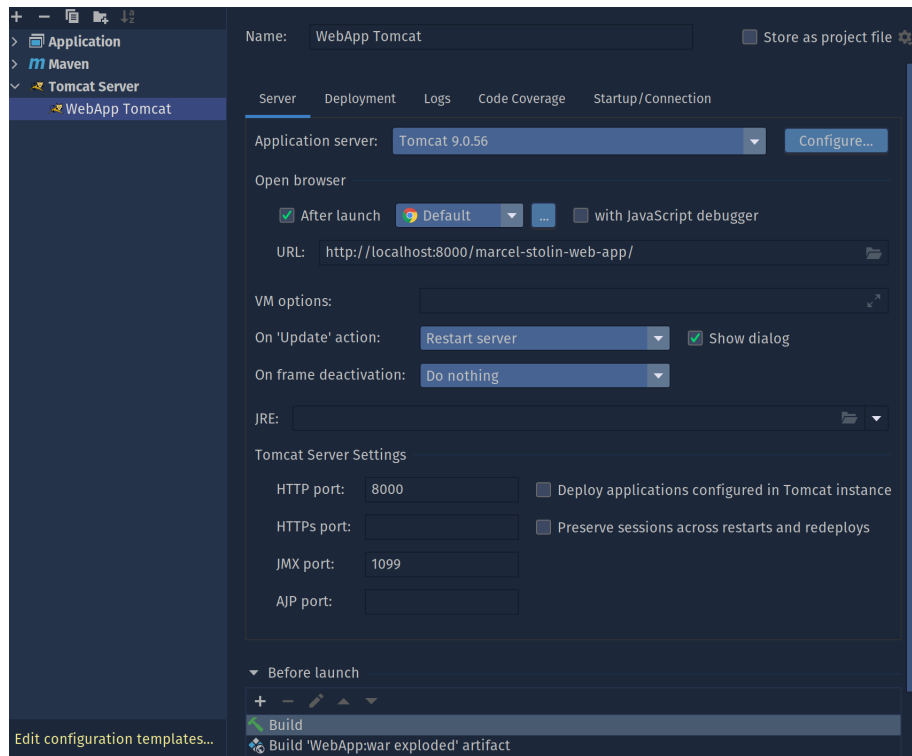 Application
Maven
Tomcat Server
WebApp Tomcat
Edit configuration templates...
Name: WebApp Tomcat
Store as project file
Server Deployment Logs Code Coverage Startup/Connection
Application server: Tomcat 9.0.56 Configure...
Open browser
After launch Default ... with JavaScript debugger
URL: http://localhost:8000/marcel-stolin-web-app/
VM options:
On 'Update' action: Restart server Show dialog
On frame deactivation: Do nothing
JRE:
Tomcat Server Settings
HTTP port: 8000 Deploy applications configured in Tomcat instance
HTTPs port: Preserve sessions across restarts and redeploys
JMX port: 1099
AJP port:
Before launch
Build
Build 'WebApp:war exploded' artifact